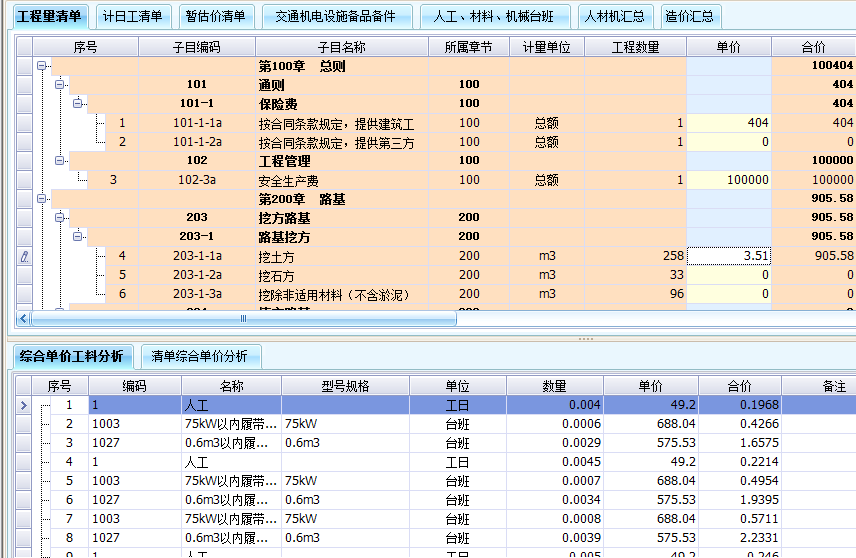 工程量清单 计日工清单 暂估价清单 交通机电设施备品备件 人工、材料、机械台班 人材机汇总 造价汇总
序号 子目编码 子目名称 所属章节 计量单位 工程数量 单价 合价
第100章 总则 100404
101 通则 100 404
101-1 保险费 100 404
1 101-1-1a 按合同条款规定，提供建筑工 100 总额 1 404 404
2 101-1-2a 按合同条款规定，提供第三方 100 总额 1 0 0
102 工程管理 100 100000
3 102-3a 安全生产费 100 总额 1 100000 100000
第200章 路基 905.58
203 挖方路基 200 905.58
203-1 路基挖方 200 905.58
4 203-1-1a 挖土方 200 m3 258 3.51 905.58
5 203-1-2a 挖石方 200 m3 33 0 0
6 203-1-3a 挖除非适用材料（不含淤泥） 200 m3 96 0 0
综合单价工料分析 清单综合单价分析
序号 编码 名称 型号规格 单位 数量 单价 合价 备注
1 1 人工 工日 0.004 49.2 0.1968
2 1003 75kW以内履带... 75kW 台班 0.0006 688.04 0.4266
3 1027 0.6m3以内履... 0.6m3 台班 0.0029 575.53 1.6575
4 1 人工 工日 0.0045 49.2 0.2214
5 1003 75kW以内履带... 75kW 台班 0.0007 688.04 0.4954
6 1027 0.6m3以内履... 0.6m3 台班 0.0034 575.53 1.9395
7 1003 75kW以内履带... 75kW 台班 0.0008 688.04 0.5711
8 1027 0.6m3以内履... 0.6m3 台班 0.0039 575.53 2.2331
9 1 人工 工日 0.005 49.2 0.246